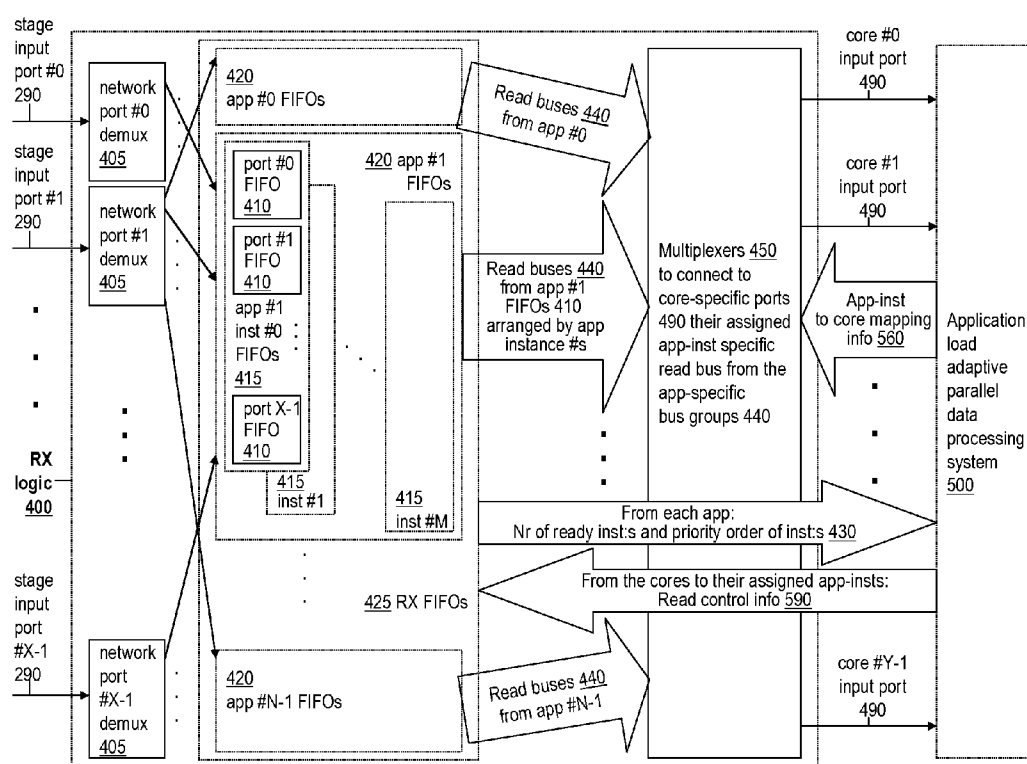 stage
input
port #0
290
network
port #0
demux
405
stage
input
port #1
290
network
port #1
demux
405
RX
logic
400
stage
input
port
#X-1
290
network
port
#X-1
demux
405
420
app #0 FIFOs
420 app #1
FIFOs
port #0
FIFO
410
port #1
FIFO
410
app #1
inst #0
FIFOs
415
port X-1
FIFO
410
415
inst #1
415
inst #M
425 RX FIFOs
420
app #N-1 FIFOs
Read buses 440
from app #0
Read buses 440
from app #1
FIFOs 410
arranged by app
instance #s
Read buses 440
from app #N-1
Multiplexers 450
to connect to
core-specific ports
490 their assigned
app-inst specific
read bus from the
app-specific
bus groups 440
From each app:
Nr of ready inst:s and priority order of inst:s 430
From the cores to their assigned app-insts:
Read control info 590
core #0
input port
490
core #1
input port
490
App-inst
to core mapping
info 560
core #Y-1
input port
490
Application
load
adaptive
parallel
data
processing
system
500